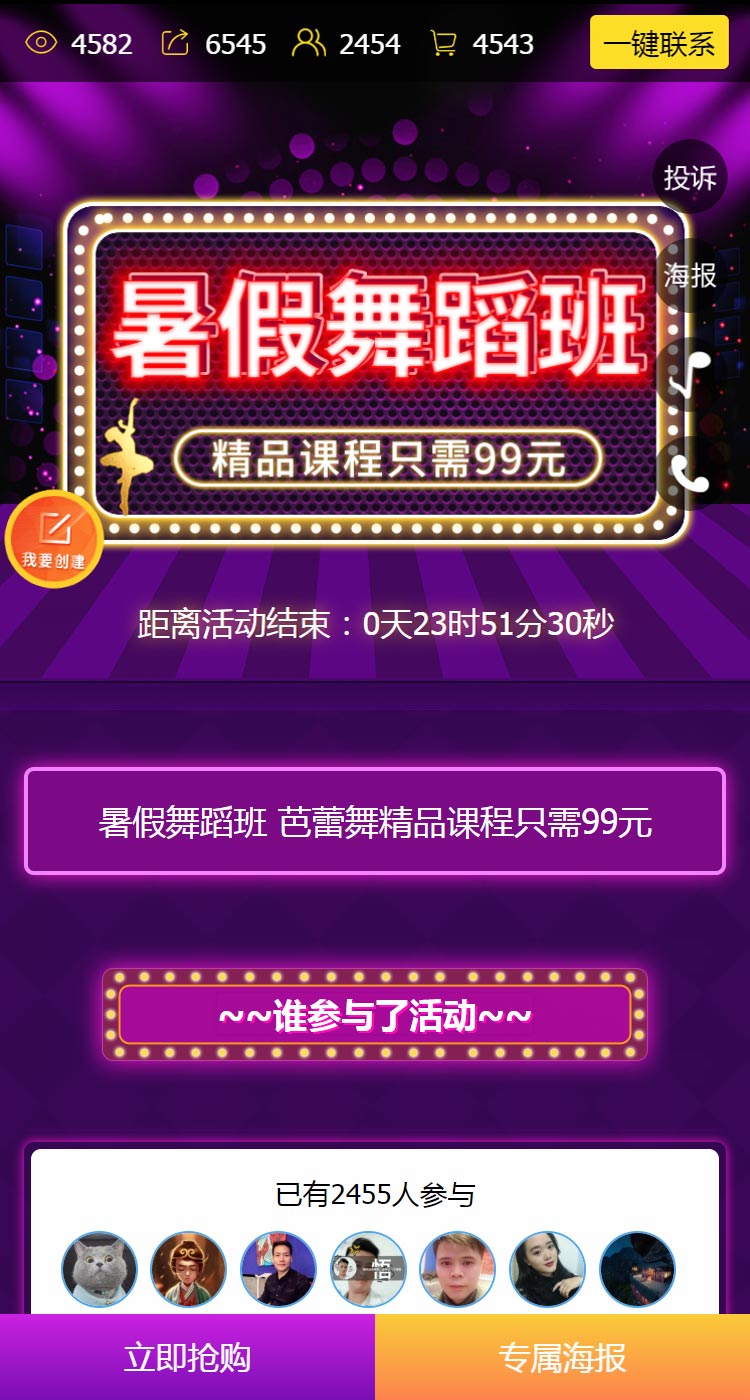 4582 6545 2454 4543 一键联系
投诉
海报
暑假舞蹈班
精品课程只需99元
我要创建
距离活动结束：0天23时51分30秒
暑假舞蹈班 芭蕾舞精品课程只需99元
~~谁参与了活动~~
已有2455人参与
悟
立即抢购 专属海报